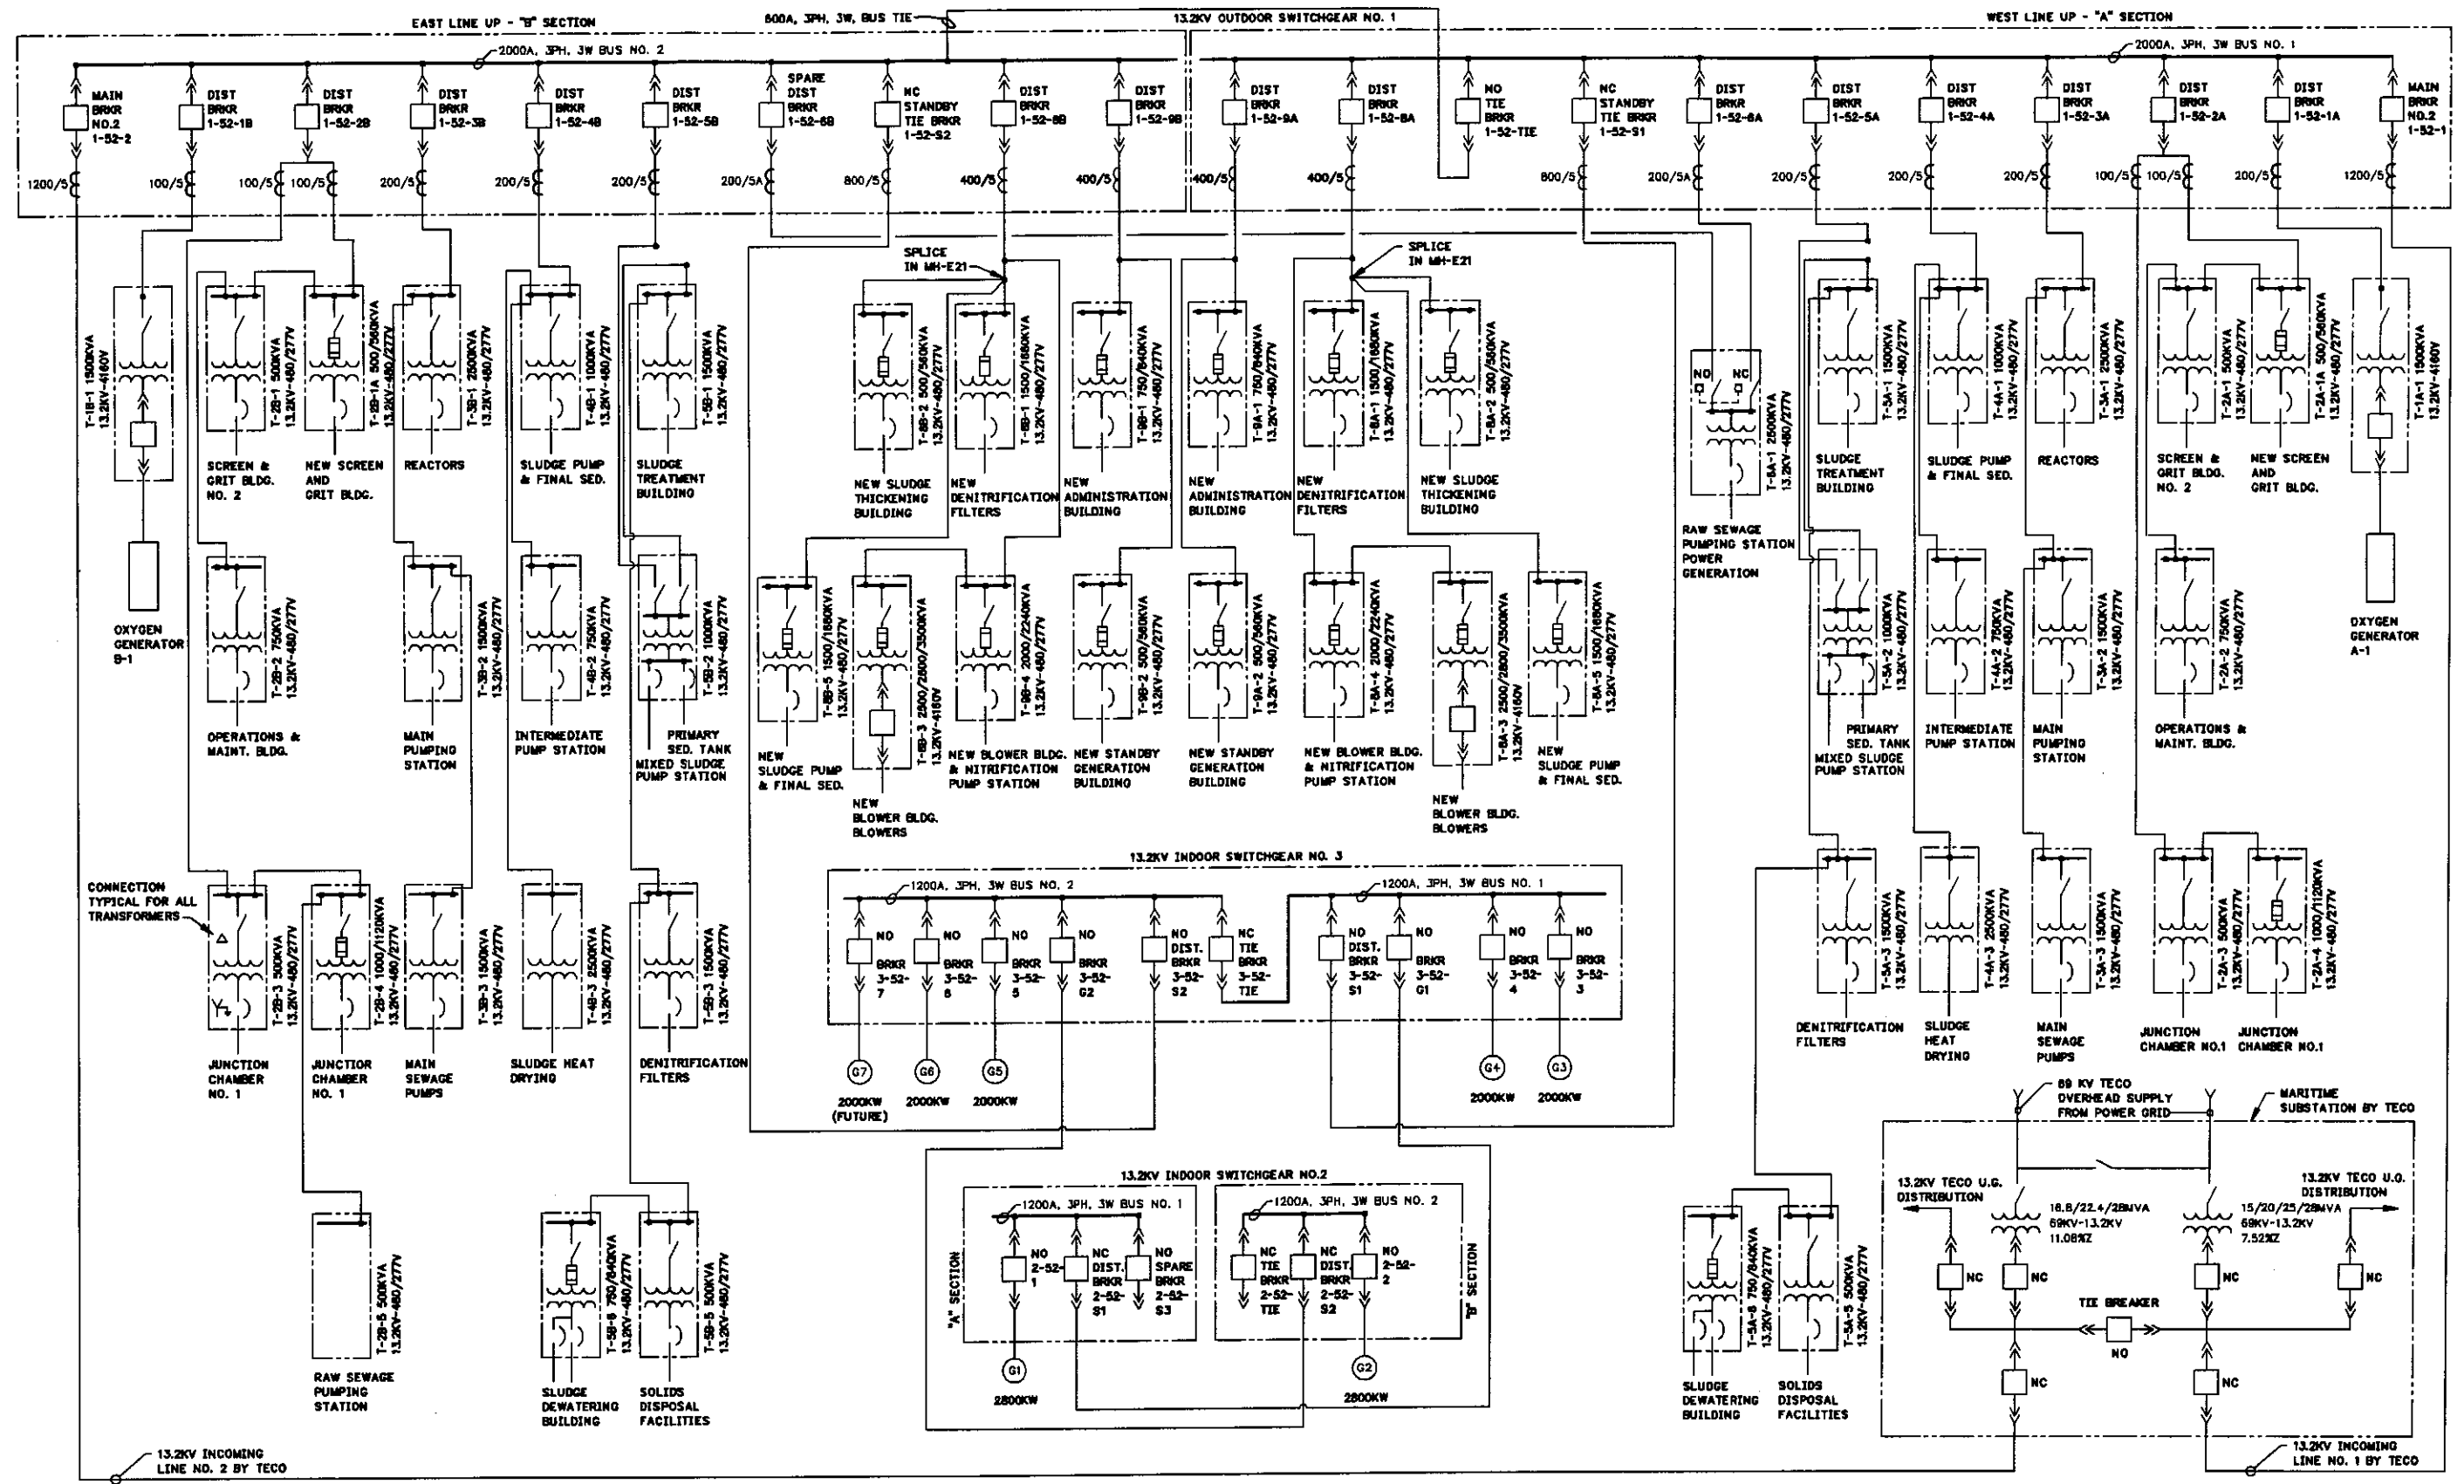 EAST LINE UP - "B" SECTION
600A, 3PH, 3W, BUS TIE
13.2KV OUTDOOR SWITCHGEAR NO. 1
WEST LINE UP - "A" SECTION
2000A, 3PH, 3W BUS NO. 2
2000A, 3PH, 3W BUS NO. 1
MAIN
BRKR
NO.2
1-52-2
DIST
BRKR
1-52-1B
DIST
BRKR
1-52-2B
DIST
BRKR
1-52-3B
DIST
BRKR
1-52-4B
DIST
BRKR
1-52-5B
SPARE
DIST
BRKR
1-52-6B
NC
STANDBY
TIE BRKR
1-52-S2
DIST
BRKR
1-52-8B
DIST
BRKR
1-52-9B
DIST
BRKR
1-52-9A
DIST
BRKR
1-52-8A
NO
TIE
BRKR
1-52-TIE
NC
STANDBY
TIE BRKR
1-52-S1
DIST
BRKR
1-52-6A
DIST
BRKR
1-52-5A
DIST
BRKR
1-52-4A
DIST
BRKR
1-52-3A
DIST
BRKR
1-52-2A
DIST
BRKR
1-52-1A
MAIN
BRKR
NO.2
1-52-1
1200/5
100/5
100/5
100/5
200/5
200/5
200/5
200/5A
800/5
400/5
400/5
400/5
400/5
800/5
200/5A
200/5
200/5
200/5
100/5
100/5
200/5
1200/5
SPLICE
IN MH-E21
SPLICE
IN MH-E21
T-1B-1 1500KVA
13.2KV-4160V
T-2B-1 500KVA
13.2KV-480/277V
T-2B-1A 500/560KVA
13.2KV-480/277V
T-3B-1 2500KVA
13.2KV-480/277V
T-4B-1 1000KVA
13.2KV-480/277V
T-5B-1 1500KVA
13.2KV-480/277V
T-8B-2 500/560KVA
13.2KV-480/277V
T-8B-1 1500/1680KVA
13.2KV-480/277V
T-9B-1 750/840KVA
13.2KV-480/277V
T-9A-1 750/840KVA
13.2KV-480/277V
T-8A-1 1500/1680KVA
13.2KV-480/277V
T-8A-2 500/560KVA
13.2KV-480/277V
NO
NC
T-6A-1 2500KVA
13.2KV-480/277V
T-5A-1 1500KVA
13.2KV-480/277V
T-4A-1 1000KVA
13.2KV-480/277V
T-3A-1 2500KVA
13.2KV-480/277V
T-2A-1 500KVA
13.2KV-480/277V
T-2A-1A 500/560KVA
13.2KV-480/277V
T-1A-1 1500KVA
13.2KV-4160V
SCREEN &
GRIT BLDG.
NO. 2
NEW SCREEN
AND
GRIT BLDG.
REACTORS
SLUDGE PUMP
& FINAL SED.
SLUDGE
TREATMENT
BUILDING
NEW SLUDGE
THICKENING
BUILDING
NEW
DENITRIFICATION
FILTERS
NEW
ADMINISTRATION
BUILDING
NEW
ADMINISTRATION
BUILDING
NEW
DENITRIFICATION
FILTERS
NEW SLUDGE
THICKENING
BUILDING
RAW SEWAGE
PUMPING STATION
POWER
GENERATION
SLUDGE
TREATMENT
BUILDING
SLUDGE PUMP
& FINAL SED.
REACTORS
SCREEN &
GRIT BLDG.
NO. 2
NEW SCREEN
AND
GRIT BLDG.
OXYGEN
GENERATOR
B-1
T-2B-2 750KVA
13.2KV-480/277V
T-3B-2 1500KVA
13.2KV-480/277V
T-4B-2 750KVA
13.2KV-480/277V
T-5B-2 1000KVA
13.2KV-480/277V
T-8B-5 1500/1680KVA
13.2KV-480/277V
T-8B-3 2500/2800/3500KVA
13.2KV-4160V
T-9B-4 2000/2240KVA
13.2KV-480/277V
T-9B-2 500/560KVA
13.2KV-480/277V
T-9A-2 500/560KVA
13.2KV-480/277V
T-8A-4 2000/2240KVA
13.2KV-480/277V
T-8A-3 2500/2800/3500KVA
13.2KV-4160V
T-8A-5 1500/1680KVA
13.2KV-480/277V
T-5A-2 1000KVA
13.2KV-480/277V
T-4A-2 750KVA
13.2KV-480/277V
T-3A-2 1500KVA
13.2KV-480/277V
T-2A-2 750KVA
13.2KV-480/277V
OXYGEN
GENERATOR
A-1
OPERATIONS &
MAINT. BLDG.
MAIN
PUMPING
STATION
INTERMEDIATE
PUMP STATION
PRIMARY
SED. TANK
MIXED SLUDGE
PUMP STATION
NEW
SLUDGE PUMP
& FINAL SED.
NEW
BLOWER BLDG.
BLOWERS
NEW BLOWER BLDG.
& NITRIFICATION
PUMP STATION
NEW STANDBY
GENERATION
BUILDING
NEW STANDBY
GENERATION
BUILDING
NEW BLOWER BLDG.
& NITRIFICATION
PUMP STATION
NEW
BLOWER BLDG.
BLOWERS
NEW
SLUDGE PUMP
& FINAL SED.
PRIMARY
SED. TANK
MIXED SLUDGE
PUMP STATION
INTERMEDIATE
PUMP STATION
MAIN
PUMPING
STATION
OPERATIONS &
MAINT. BLDG.
13.2KV INDOOR SWITCHGEAR NO. 3
1200A, 3PH, 3W BUS NO. 2
1200A, 3PH, 3W BUS NO. 1
CONNECTION
TYPICAL FOR ALL
TRANSFORMERS
T-2B-3 500KVA
13.2KV-480/277V
T-2B-4 1000/1120KVA
13.2KV-480/277V
T-3B-3 1500KVA
13.2KV-480/277V
T-4B-3 2500KVA
13.2KV-480/277V
T-5B-3 1500KVA
13.2KV-480/277V
NO
BRKR
3-52-
7
NO
BRKR
3-52-
6
NO
BRKR
3-52-
5
NO
BRKR
3-52-
G2
NO
DIST.
BRKR
3-52-
S2
NC
TIE
BRKR
3-52-
TIE
NO
DIST.
BRKR
3-52-
S1
NO
BRKR
3-52-
G1
NO
BRKR
3-52-
4
NO
BRKR
3-52-
3
T-5A-3 1500KVA
13.2KV-480/277V
T-4A-3 2500KVA
13.2KV-480/277V
T-3A-3 1500KVA
13.2KV-480/277V
T-2A-3 500KVA
13.2KV-480/277V
T-2A-4 1000/1120KVA
13.2KV-480/277V
JUNCTION
CHAMBER
NO. 1
JUNCTIOR
CHAMBER
NO. 1
MAIN
SEWAGE
PUMPS
SLUDGE HEAT
DRYING
DENITRIFICATION
FILTERS
G7
2000KW
(FUTURE)
G6
2000KW
G5
2000KW
G4
2000KW
G3
2000KW
DENITRIFICATION
FILTERS
SLUDGE
HEAT
DRYING
MAIN
SEWAGE
PUMPS
JUNCTION
CHAMBER NO.1
JUNCTION
CHAMBER NO.1
69 KV TECO
OVERHEAD SUPPLY
FROM POWER GRID
MARITIME
SUBSTATION BY TECO
13.2KV INDOOR SWITCHGEAR NO.2
1200A, 3PH, 3W BUS NO. 1
1200A, 3PH, 3W BUS NO. 2
"A" SECTION
"B" SECTION
NO
2-52-
1
NC
DIST.
BRKR
2-52-
S1
NO
SPARE
BRKR
2-52-
S3
NC
TIE
BRKR
2-52-
TIE
NC
DIST.
BRKR
2-52-
S2
NO
2-52-
2
G1
2800KW
G2
2800KW
T-2B-5 500KVA
13.2KV-480/277V
T-5B-6 750/840KVA
13.2KV-480/277V
T-5B-5 500KVA
13.2KV-480/277V
RAW SEWAGE
PUMPING
STATION
SLUDGE
DEWATERING
BUILDING
SOLIDS
DISPOSAL
FACILITIES
T-5A-6 750/840KVA
13.2KV-480/277V
T-5A-5 500KVA
13.2KV-480/277V
SLUDGE
DEWATERING
BUILDING
SOLIDS
DISPOSAL
FACILITIES
13.2KV TECO U.G.
DISTRIBUTION
13.2KV TECO U.G.
DISTRIBUTION
16.8/22.4/28MVA
69KV-13.2KV
11.08%Z
15/20/25/28MVA
69KV-13.2KV
7.52%Z
NC
NC
NC
NC
TIE BREAKER
NO
NC
NC
13.2KV INCOMING
LINE NO. 2 BY TECO
13.2KV INCOMING
LINE NO. 1 BY TECO